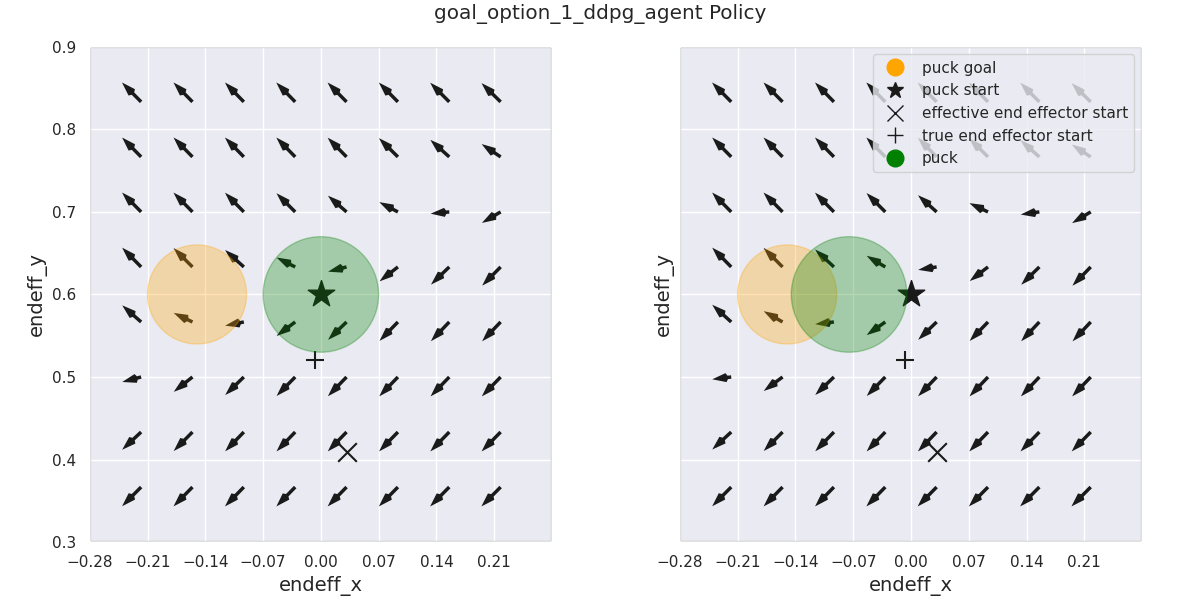 goal_option_1_ddpg_agent Policy
endeff_y
0.9
0.8
0.7
0.6
0.5
0.4
0.3
−0.28 −0.21 −0.14 −0.07 0.00 0.07 0.14 0.21
endeff_x
endeff_y
puck goal
puck start
effective end effector start
true end effector start
puck
−0.28 −0.21 −0.14 −0.07 0.00 0.07 0.14 0.21
endeff_x